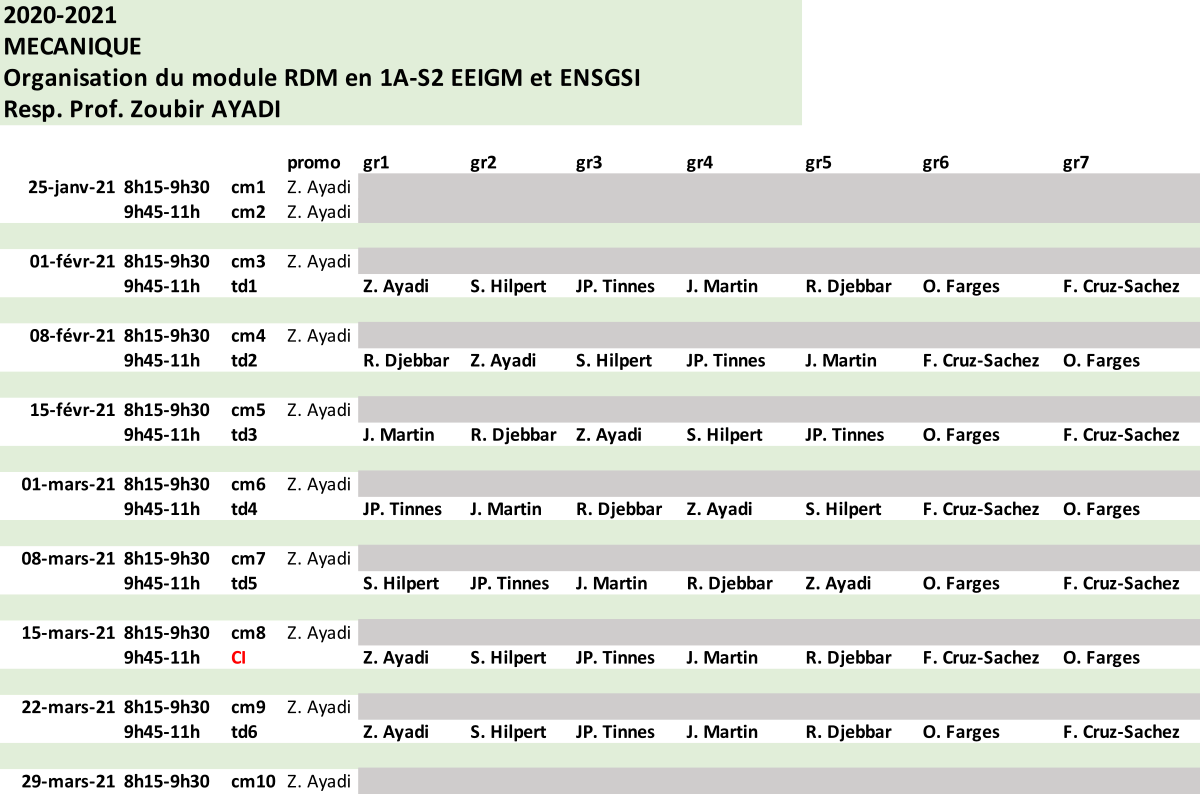 2020-2021
MECANIQUE
Organisation du module RDM en 1A-S2 EEIGM et ENSGSI
Resp. Prof. Zoubir AYADI
promo gr1 gr2 gr3 gr4 gr5 gr6 gr7
25-janv-21 8h15-9h30 cm1 Z. Ayadi
9h45-11h cm2 Z. Ayadi
01-févr-21 8h15-9h30 cm3 Z. Ayadi
9h45-11h td1 Z. Ayadi S. Hilpert JP. Tinnes J. Martin R. Djebbar O. Farges F. Cruz-Sachez
08-févr-21 8h15-9h30 cm4 Z. Ayadi
9h45-11h td2 R. Djebbar Z. Ayadi S. Hilpert JP. Tinnes J. Martin F. Cruz-Sachez O. Farges
15-févr-21 8h15-9h30 cm5 Z. Ayadi
9h45-11h td3 J. Martin R. Djebbar Z. Ayadi S. Hilpert JP. Tinnes O. Farges F. Cruz-Sachez
01-mars-21 8h15-9h30 cm6 Z. Ayadi
9h45-11h td4 JP. Tinnes J. Martin R. Djebbar Z. Ayadi S. Hilpert F. Cruz-Sachez O. Farges
08-mars-21 8h15-9h30 cm7 Z. Ayadi
9h45-11h td5 S. Hilpert JP. Tinnes J. Martin R. Djebbar Z. Ayadi O. Farges F. Cruz-Sachez
15-mars-21 8h15-9h30 cm8 Z. Ayadi
9h45-11h CI Z. Ayadi S. Hilpert JP. Tinnes J. Martin R. Djebbar F. Cruz-Sachez O. Farges
22-mars-21 8h15-9h30 cm9 Z. Ayadi
9h45-11h td6 Z. Ayadi S. Hilpert JP. Tinnes J. Martin R. Djebbar O. Farges F. Cruz-Sachez
29-mars-21 8h15-9h30 cm10 Z. Ayadi